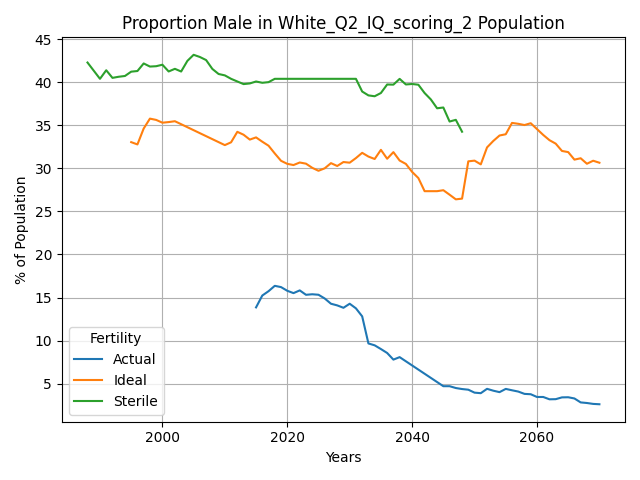 Proportion Male in White_Q2_IQ_scoring_2 Population
% of Population
45
40
35
30
25
20
15
10
5
Fertility
Actual
Ideal
Sterile
2000 2020 2040 2060
Years